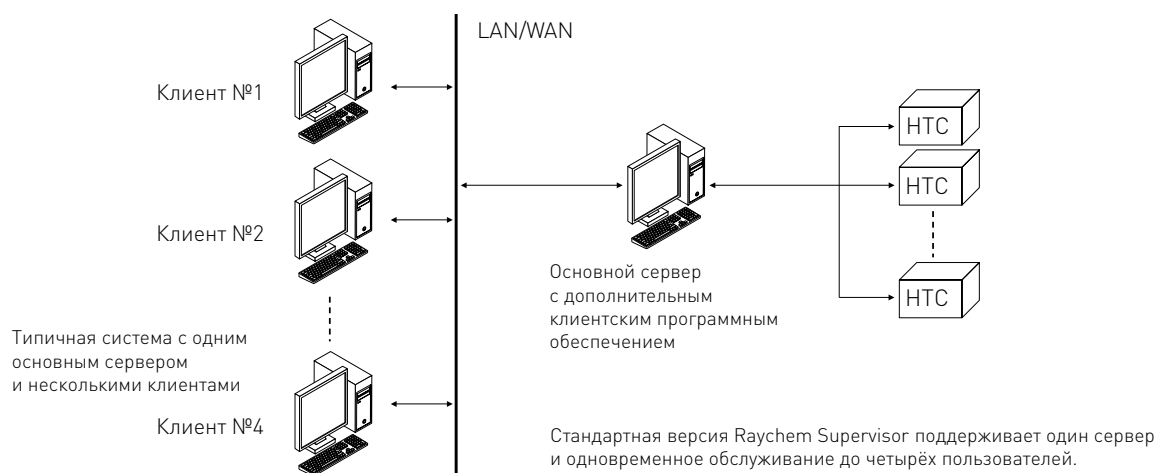 LAN/WAN
Клиент №1
Клиент №2
Типичная система с одним
основным сервером
и несколькими клиентами
Клиент №4
Основной сервер
с дополнительным
клиентским программным
обеспечением
HTC
HTC
HTC
Стандартная версия Raychem Supervisor поддерживает один сервер
и одновременное обслуживание до четырёх пользователей.